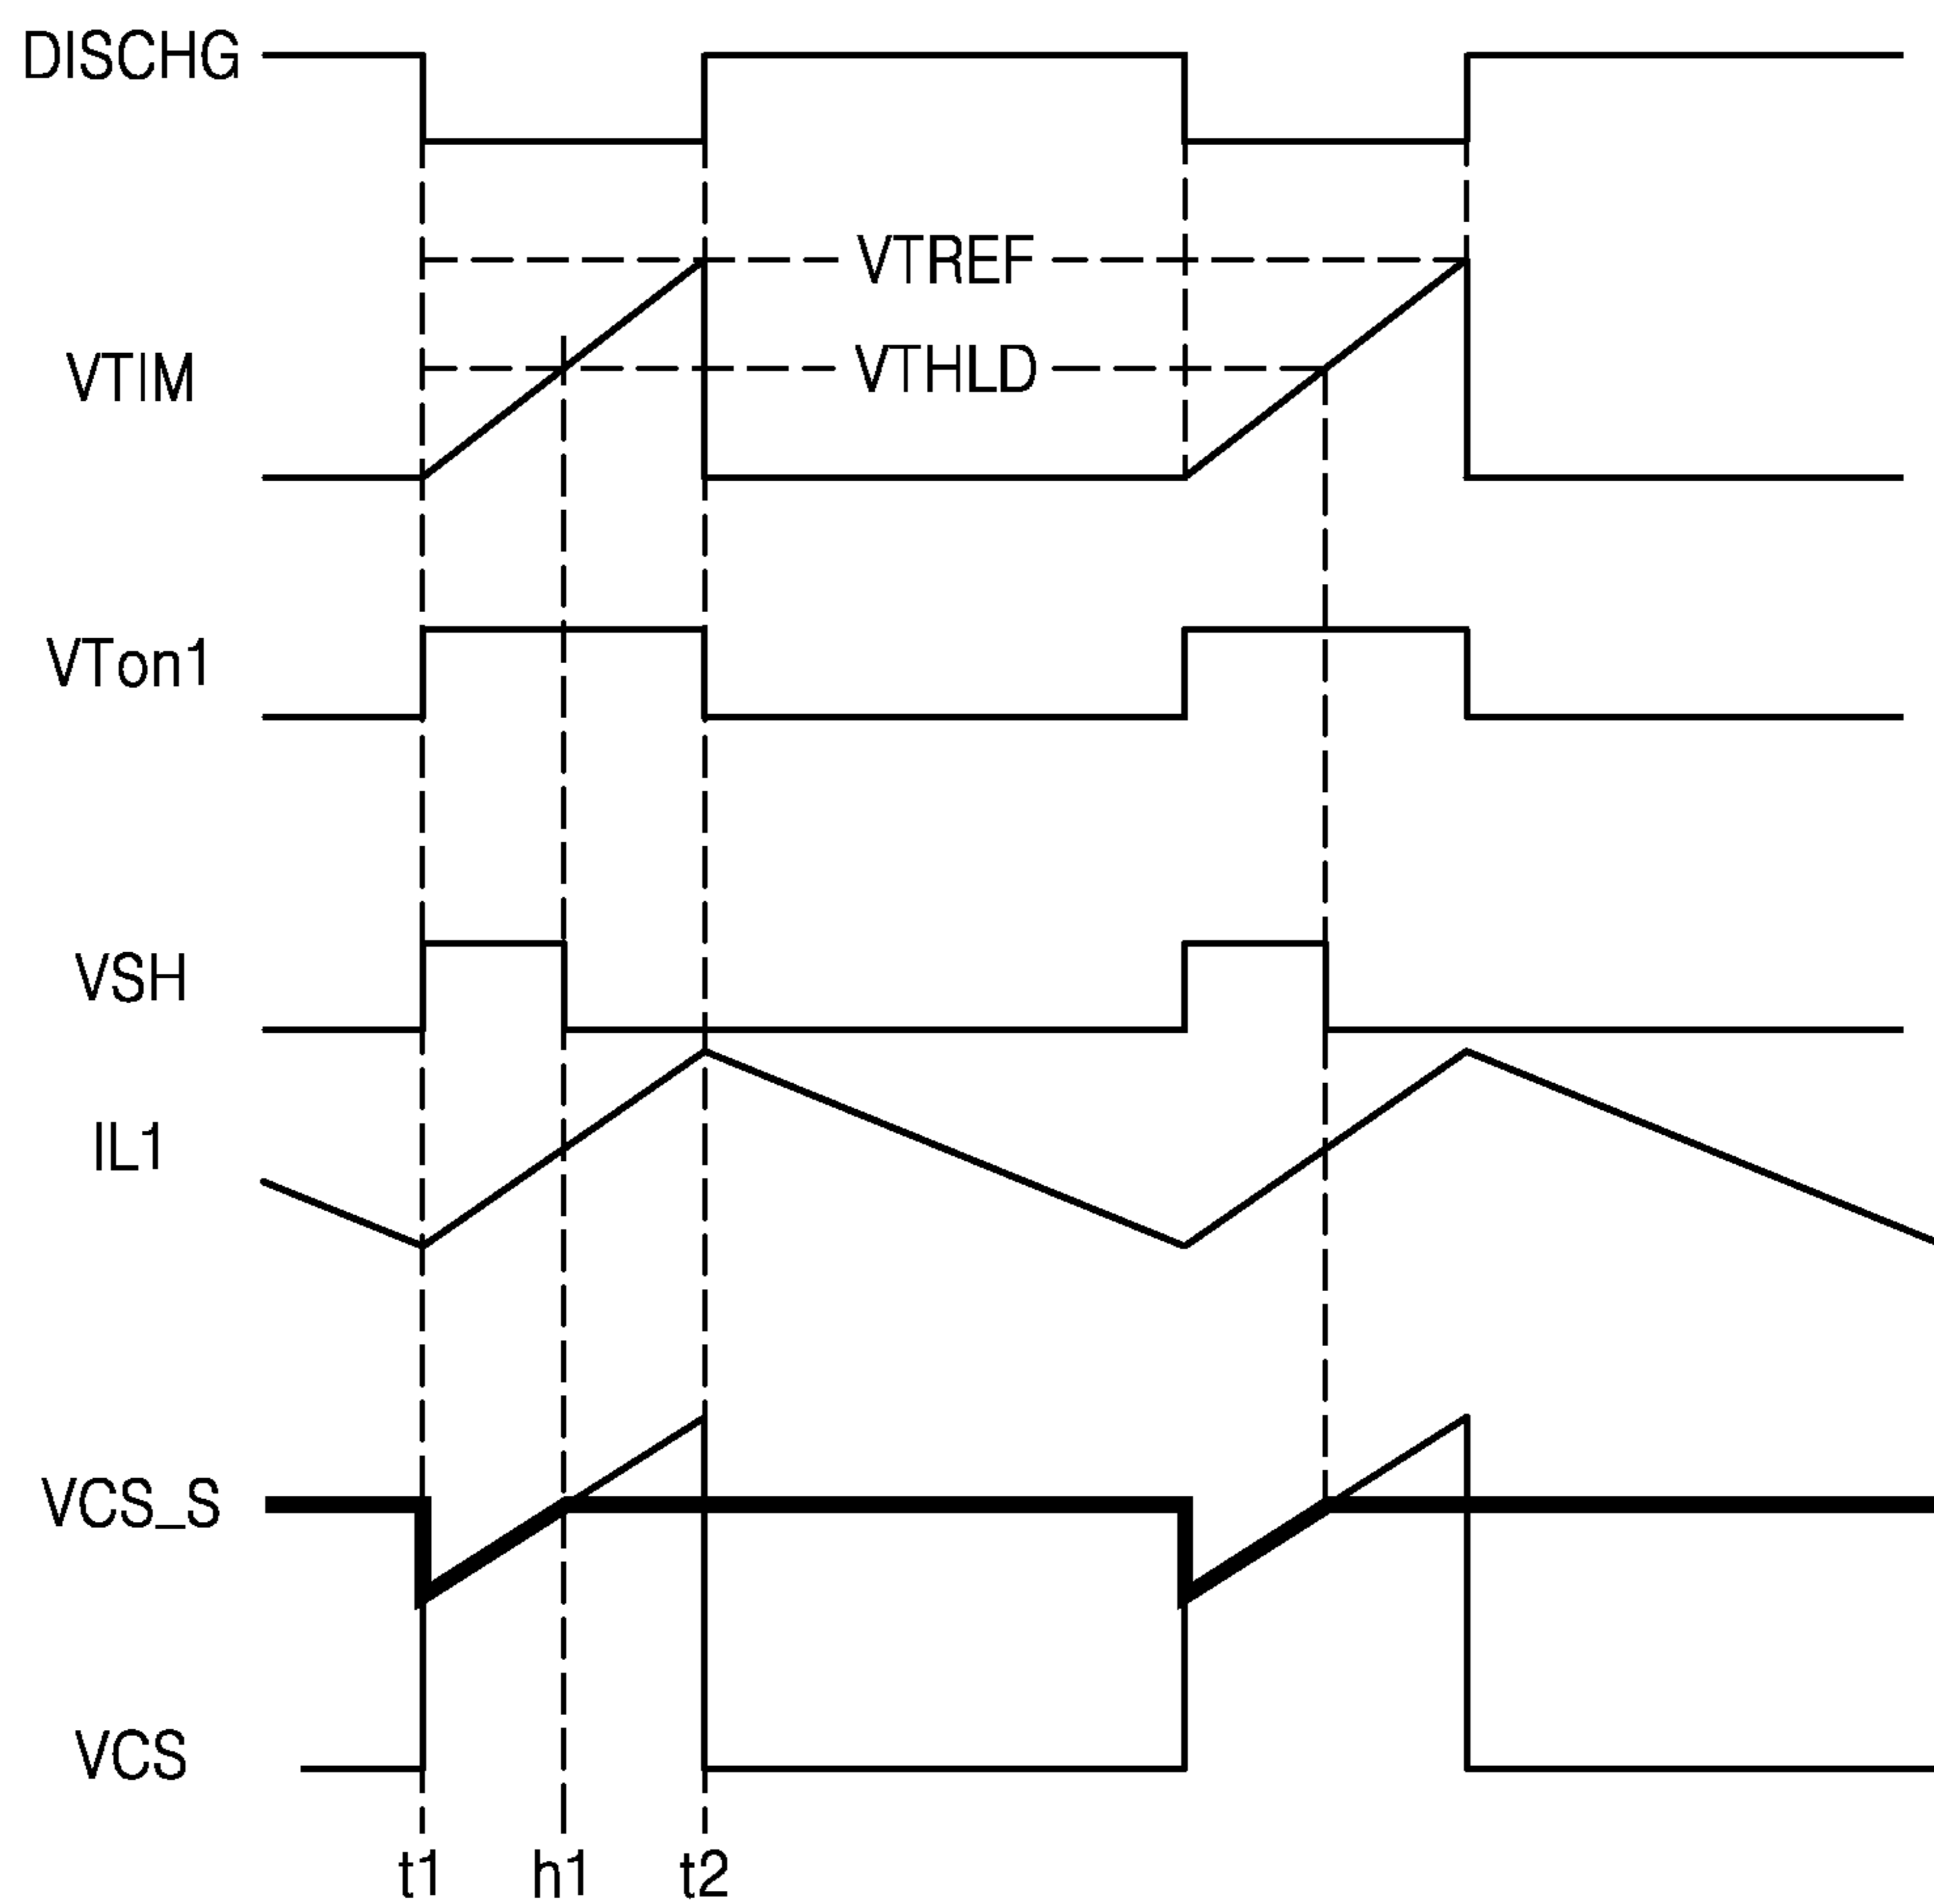 DISCHG
VTREF
VTHLD
VTIM
VTon1
VSH
IL1
VCS_S
VCS
t1 h1 t2